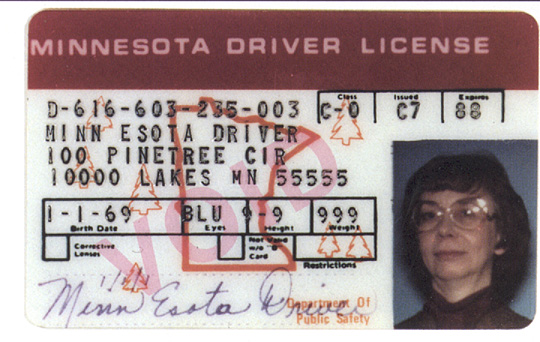 MINNESOTA DRIVER LICENSE
Class Issued Expires
D-616-603-235-003 C-0 C7 88
MINN ESOTA DRIVER
100 PINETREE CIR
10000 LAKES MN 55555
VOID
1-1-69 BLU 9-9 999
Birth Date Eyes Height Weight
Corrective Lenses
Not Valid w/o "0" Card
Restrictions
Minn Esota Driver
Department Of
Public Safety